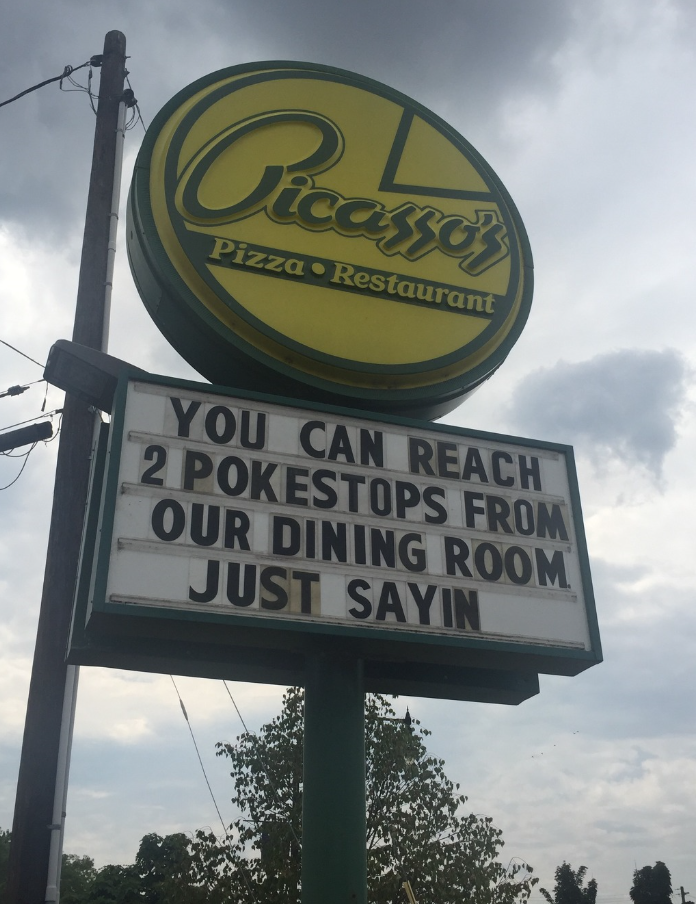 Picasso's
Pizza • Restaurant
YOU CAN REACH
2 POKESTOPS FROM
OUR DINING ROOM.
JUST SAYIN